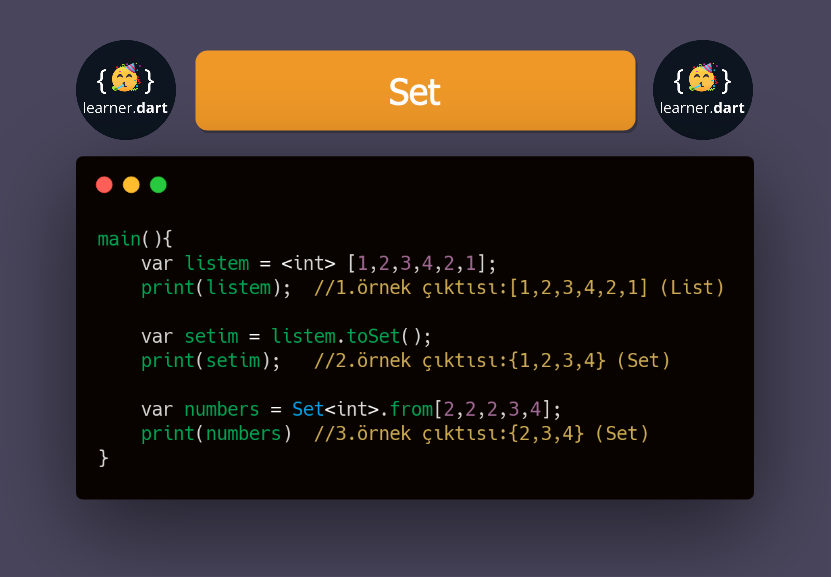 {🥳}
learner.dart
Set
{🥳}
learner.dart
main(){
    var listem = <int> [1,2,3,4,2,1];
    print(listem);  //1.örnek çıktısı:[1,2,3,4,2,1] (List)
    var setim = listem.toSet();
    print(setim);   //2.örnek çıktısı:{1,2,3,4} (Set)
    var numbers = Set<int>.from[2,2,2,3,4];
    print(numbers)  //3.örnek çıktısı:{2,3,4} (Set)
}